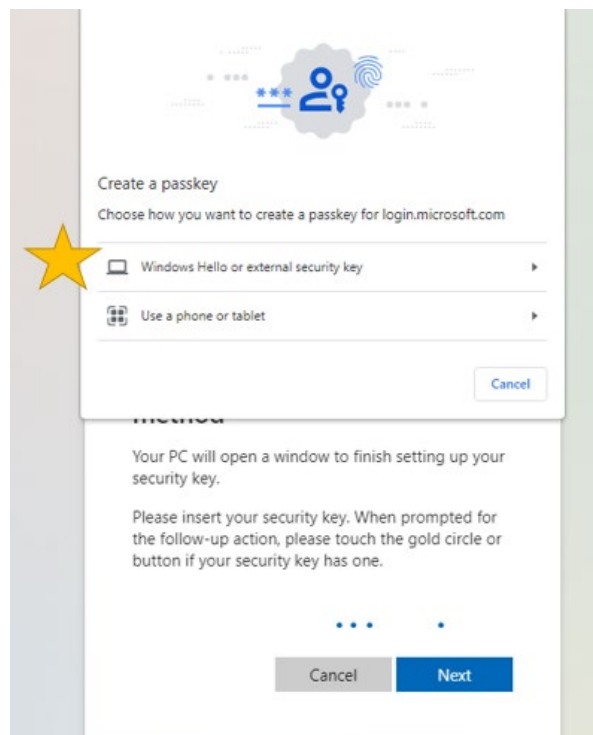 Create a passkey
Choose how you want to create a passkey for login.microsoft.com
Windows Hello or external security key
Use a phone or tablet
Cancel
method
Your PC will open a window to finish setting up your
security key.
Please insert your security key. When prompted for
the follow-up action, please touch the gold circle or
button if your security key has one.
Cancel Next